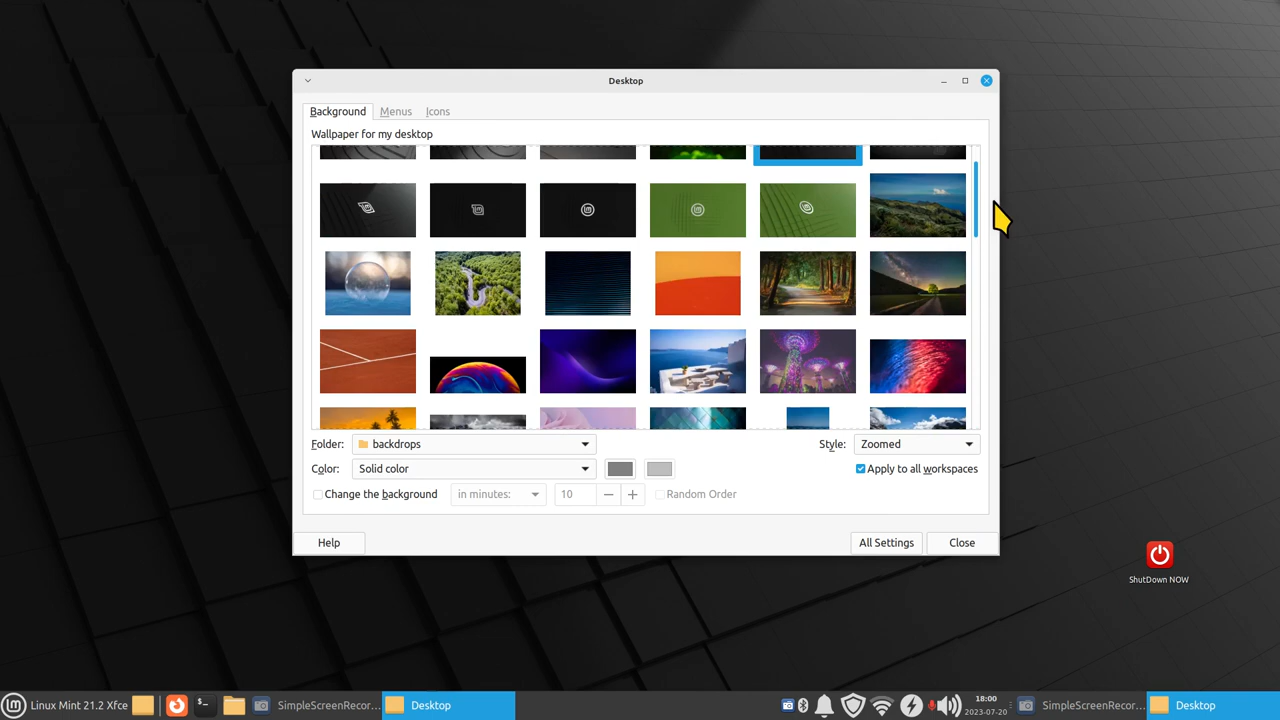 Desktop
Background Menus Icons
Wallpaper for my desktop
Folder: backdrops Style: Zoomed
Color: Solid color Apply to all workspaces
Change the background in minutes: 10 Random Order
Help All Settings Close
ShutDown NOW
Linux Mint 21.2 Xfce SimpleScreenRecor... Desktop 18:00 SimpleScreenRecor... Desktop
2023-07-20